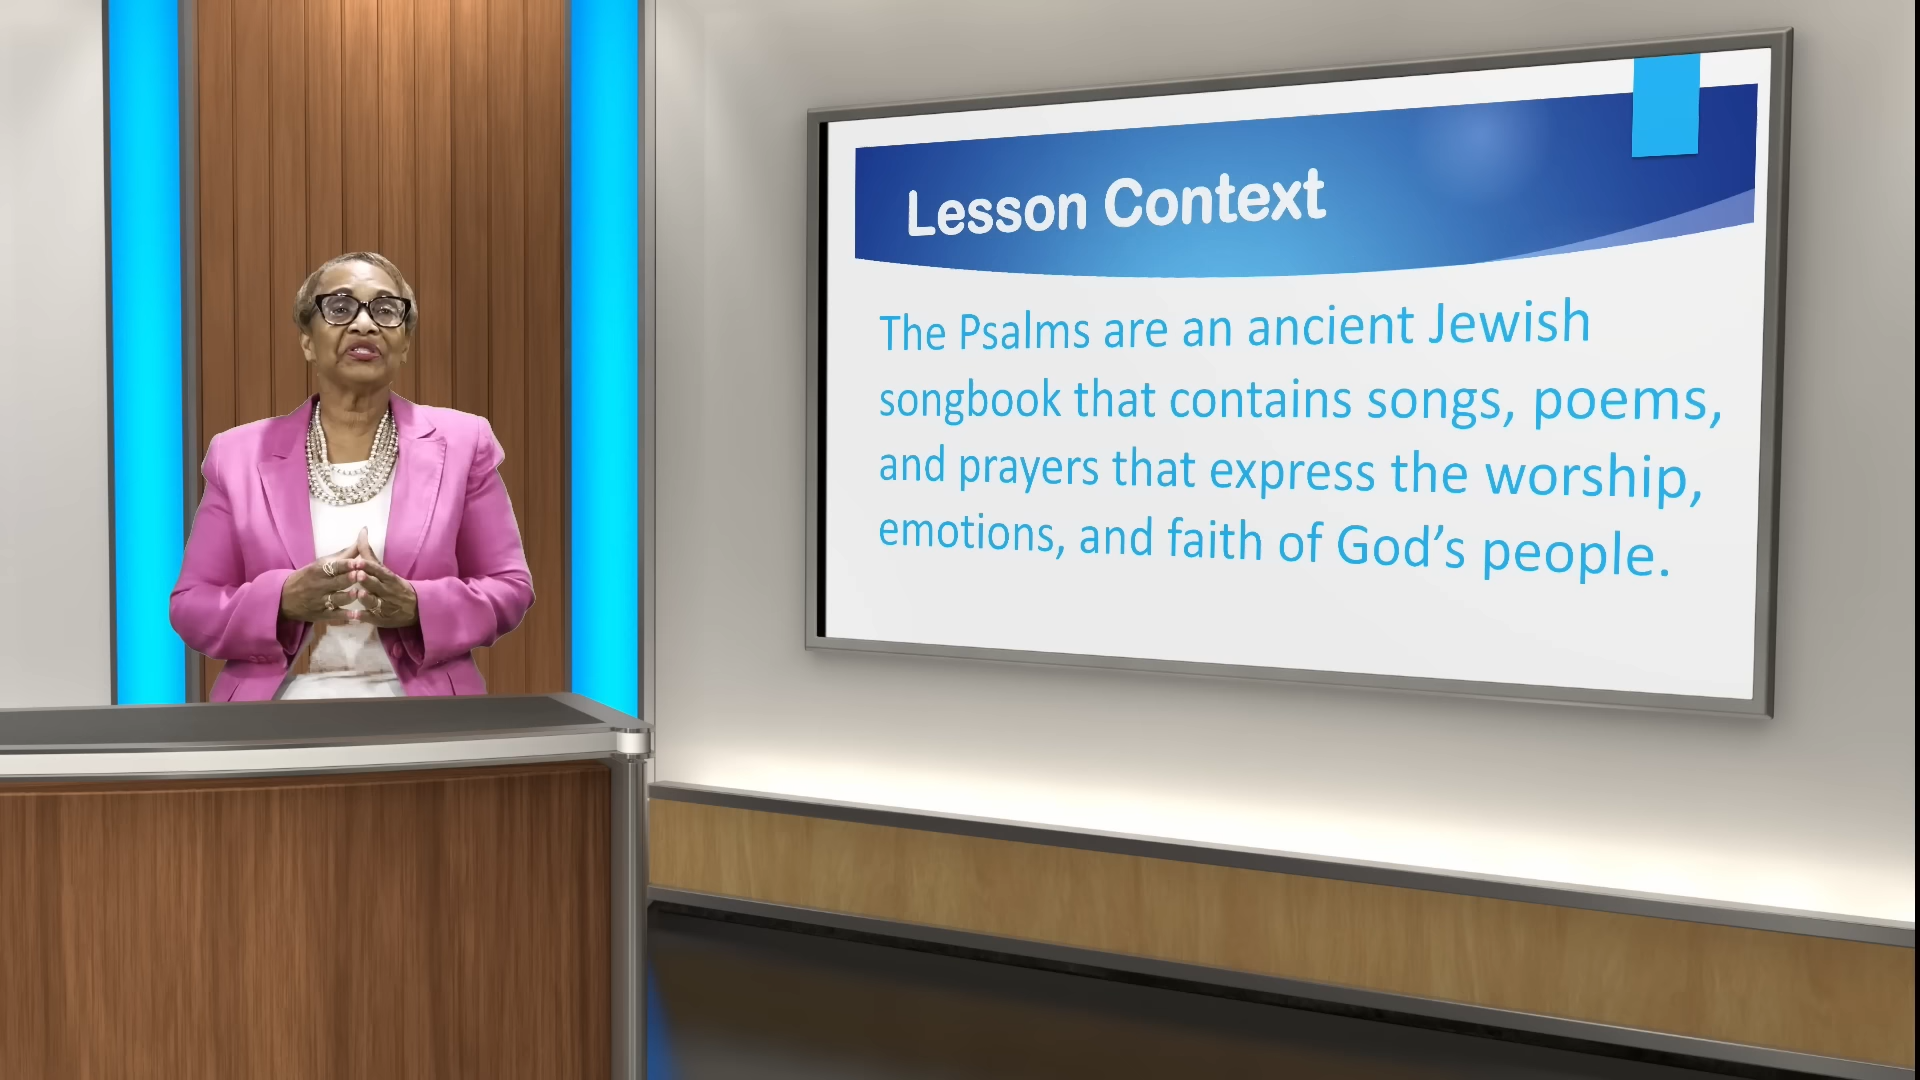 Lesson Context
The Psalms are an ancient Jewish
songbook that contains songs, poems,
and prayers that express the worship,
emotions, and faith of God’s people.